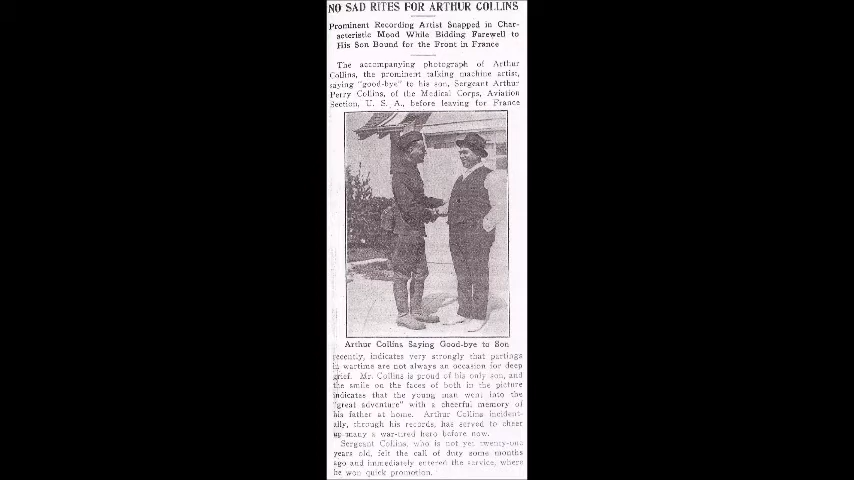 NO SAD RITES FOR ARTHUR COLLINS
Prominent Recording Artist Snapped in Char-
acteristic Mood While Bidding Farewell to
His Son Bound for the Front in France
The accompanying photograph of Arthur
Collins, the prominent talking machine artist,
saying "good-bye" to his son, Sergeant Arthur
Perry Collins, of the Medical Corps, Aviation
Section, U. S. A., before leaving for France
Arthur Collins Saying Good-bye to Son
recently, indicates very strongly that partings
in wartime are not always an occasion for deep
grief. Mr. Collins is proud of his only son, and
the smile on the faces of both in the picture
indicates that the young man went into the
"great adventure" with a cheerful memory of
his father at home. Arthur Collins incident-
ally, through his records, has served to cheer
up many a war-tired hero before now.
Sergeant Collins, who is not yet twenty-one
years old, felt the call of duty some months
ago and immediately entered the service, where
he won quick promotion.